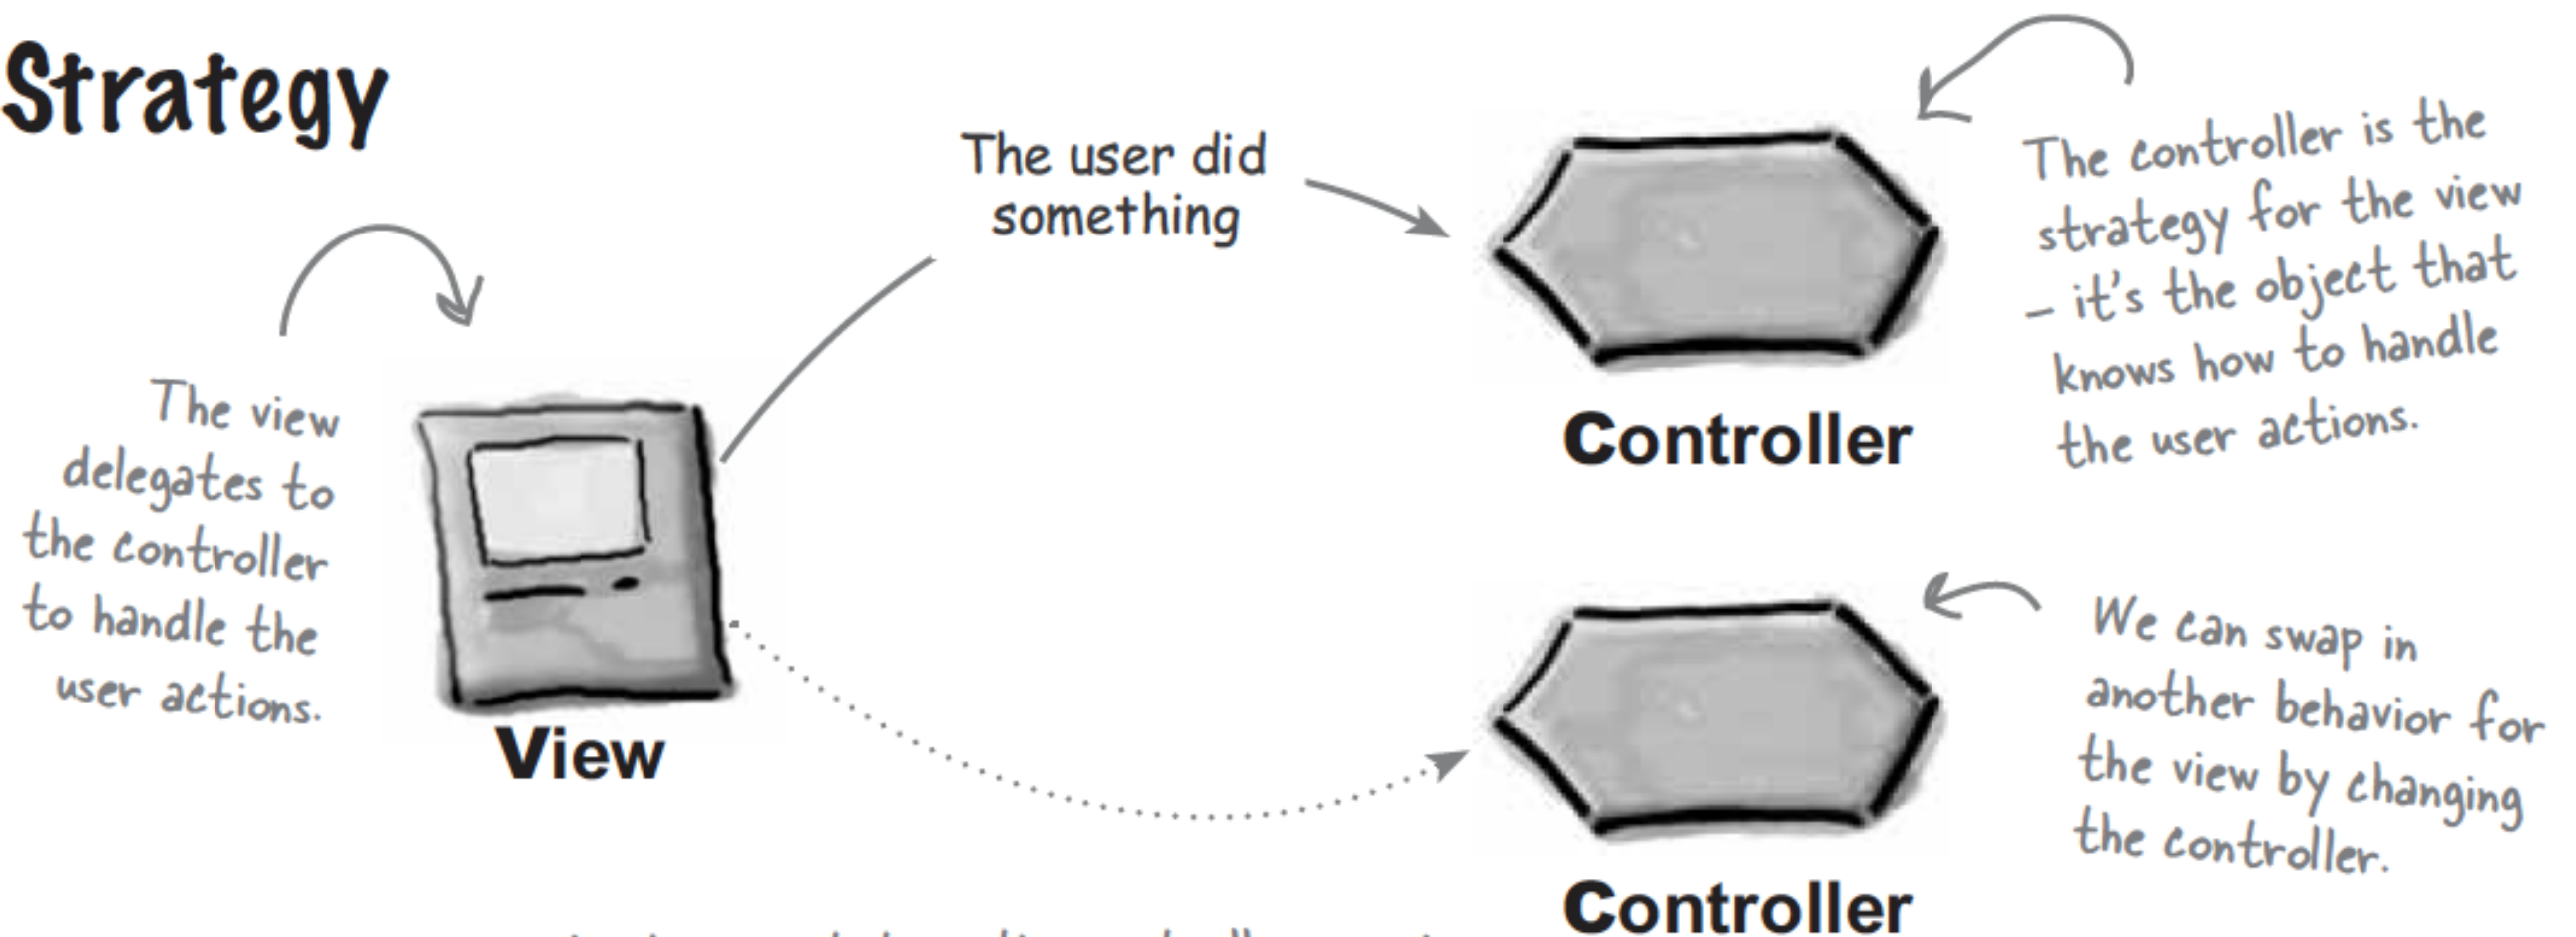 Strategy
The user did
something
The controller is the
strategy for the view
– it's the object that
knows how to handle
the user actions.
Controller
The view
delegates to
the controller
to handle the
user actions.
View
We can swap in
another behavior for
the view by changing
the controller.
Controller